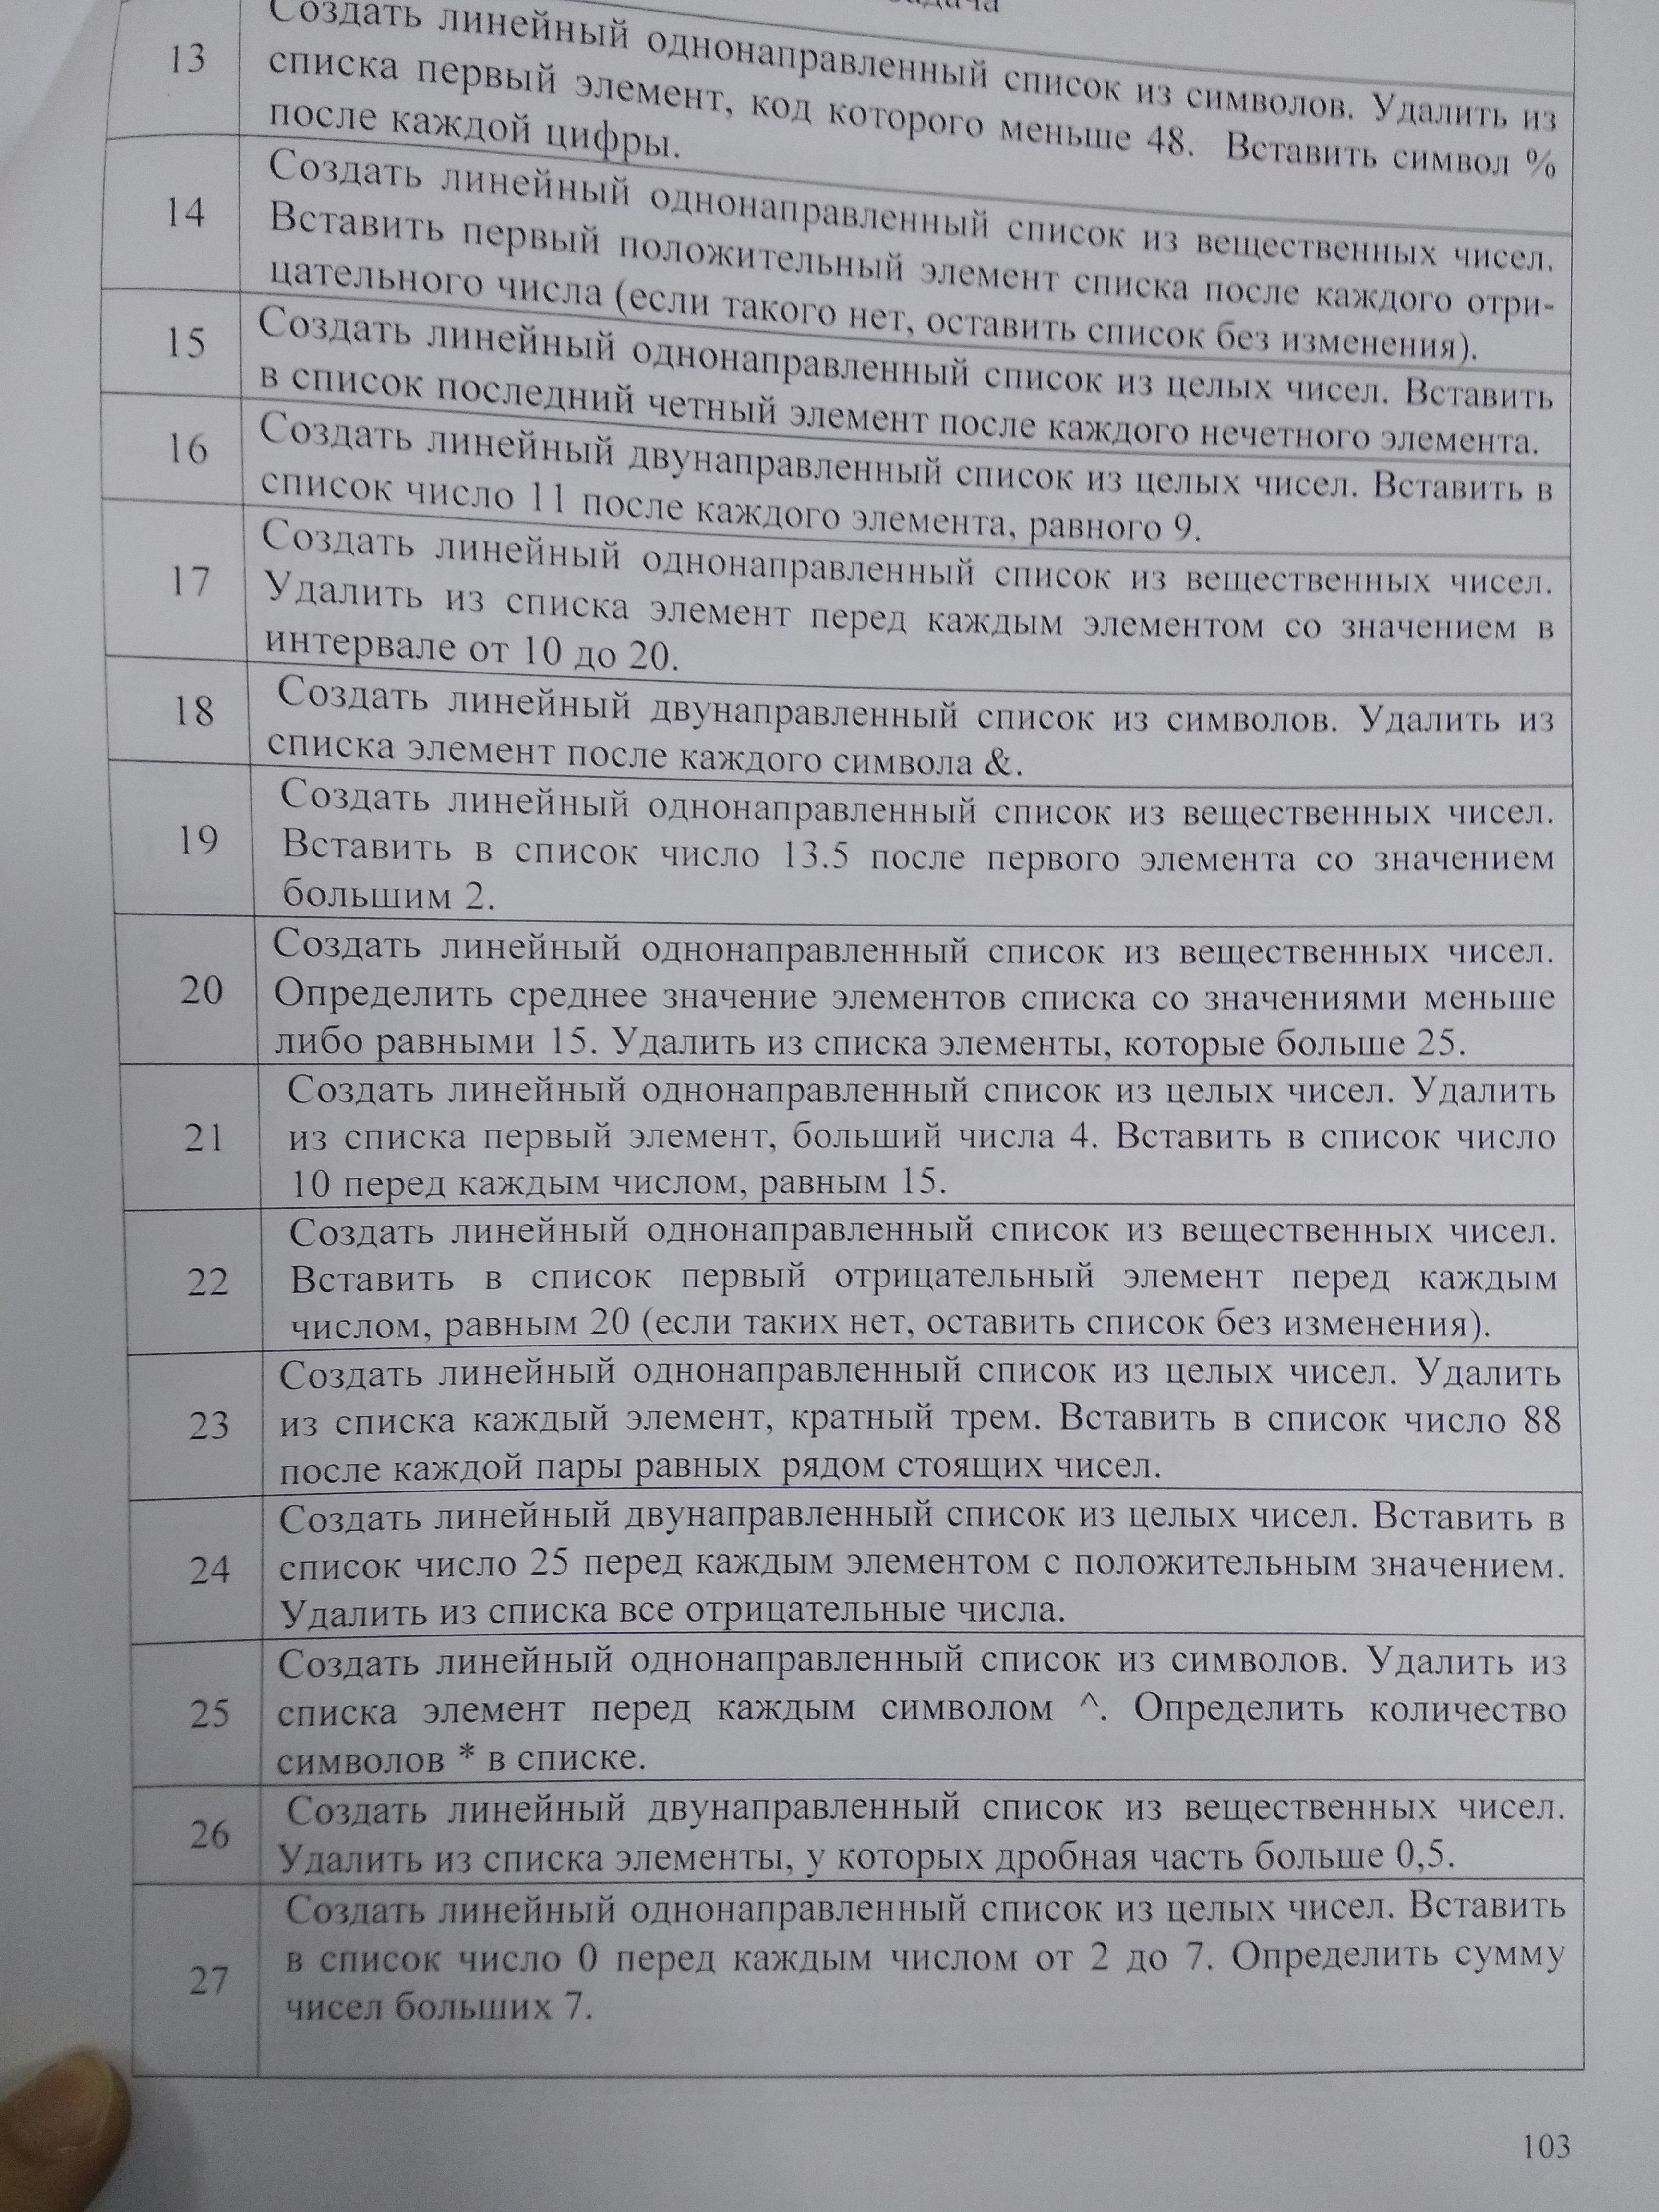 13
Создать линейный однонаправленный список из символов. Удалить из
списка первый элемент, код которого меньше 48. Вставить символ %
после каждой цифры.
14
Создать линейный однонаправленный список из вещественных чисел.
Вставить первый положительный элемент списка после каждого отри-
цательного числа (если такого нет, оставить список без изменения).
15
Создать линейный однонаправленный список из целых чисел. Вставить
в список последний четный элемент после каждого нечетного элемента.
16
Создать линейный двунаправленный список из целых чисел. Вставить в
список число 11 после каждого элемента, равного 9.
17
Создать линейный однонаправленный список из вещественных чисел.
Удалить из списка элемент перед каждым элементом со значением в
интервале от 10 до 20.
18
Создать линейный двунаправленный список из символов. Удалить из
списка элемент после каждого символа &.
19
Создать линейный однонаправленный список из вещественных чисел.
Вставить в список число 13.5 после первого элемента со значением
большим 2.
20
Создать линейный однонаправленный список из вещественных чисел.
Определить среднее значение элементов списка со значениями меньше
либо равными 15. Удалить из списка элементы, которые больше 25.
21
Создать линейный однонаправленный список из целых чисел. Удалить
из списка первый элемент, больший числа 4. Вставить в список число
10 перед каждым числом, равным 15.
22
Создать линейный однонаправленный список из вещественных чисел.
Вставить в список первый отрицательный элемент перед каждым
числом, равным 20 (если таких нет, оставить список без изменения).
23
Создать линейный однонаправленный список из целых чисел. Удалить
из списка каждый элемент, кратный трем. Вставить в список число 88
после каждой пары равных рядом стоящих чисел.
24
Создать линейный двунаправленный список из целых чисел. Вставить в
список число 25 перед каждым элементом с положительным значением.
Удалить из списка все отрицательные числа.
25
Создать линейный однонаправленный список из символов. Удалить из
списка элемент перед каждым символом ^. Определить количество
символов * в списке.
26
Создать линейный двунаправленный список из вещественных чисел.
Удалить из списка элементы, у которых дробная часть больше 0,5.
27
Создать линейный однонаправленный список из целых чисел. Вставить
в список число 0 перед каждым числом от 2 до 7. Определить сумму
чисел больших 7.
103